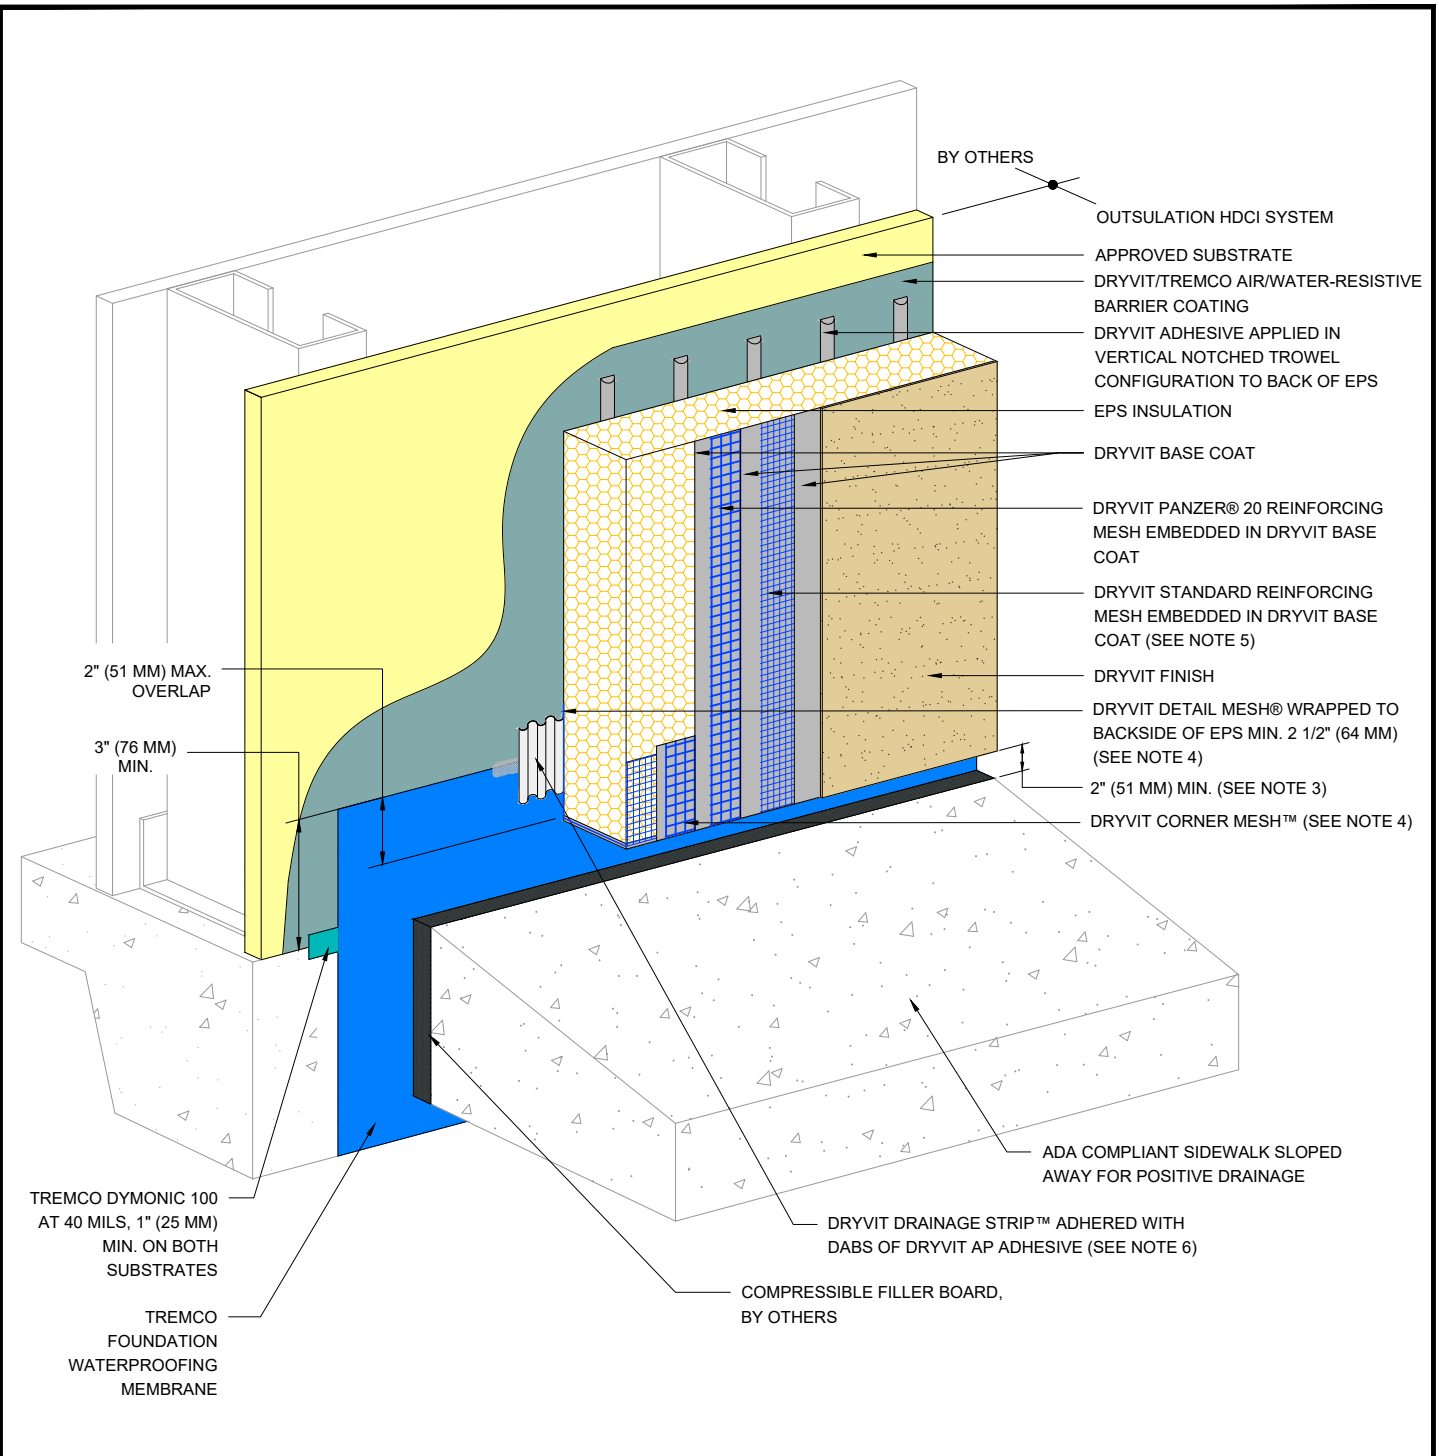 BY OTHERS
OUTSULATION HDCI SYSTEM
APPROVED SUBSTRATE
DRYVIT/TREMCO AIR/WATER-RESISTIVE
BARRIER COATING
DRYVIT ADHESIVE APPLIED IN
VERTICAL NOTCHED TROWEL
CONFIGURATION TO BACK OF EPS
EPS INSULATION
DRYVIT BASE COAT
DRYVIT PANZER® 20 REINFORCING
MESH EMBEDDED IN DRYVIT BASE
COAT
DRYVIT STANDARD REINFORCING
MESH EMBEDDED IN DRYVIT BASE
COAT (SEE NOTE 5)
DRYVIT FINISH
DRYVIT DETAIL MESH® WRAPPED TO
BACKSIDE OF EPS MIN. 2 1/2" (64 MM)
(SEE NOTE 4)
2" (51 MM) MIN. (SEE NOTE 3)
DRYVIT CORNER MESH™ (SEE NOTE 4)
2" (51 MM) MAX.
OVERLAP
3" (76 MM)
MIN.
ADA COMPLIANT SIDEWALK SLOPED
AWAY FOR POSITIVE DRAINAGE
DRYVIT DRAINAGE STRIP™ ADHERED WITH
DABS OF DRYVIT AP ADHESIVE (SEE NOTE 6)
COMPRESSIBLE FILLER BOARD,
BY OTHERS
TREMCO DYMONIC 100
AT 40 MILS, 1" (25 MM)
MIN. ON BOTH
SUBSTRATES
TREMCO
FOUNDATION
WATERPROOFING
MEMBRANE